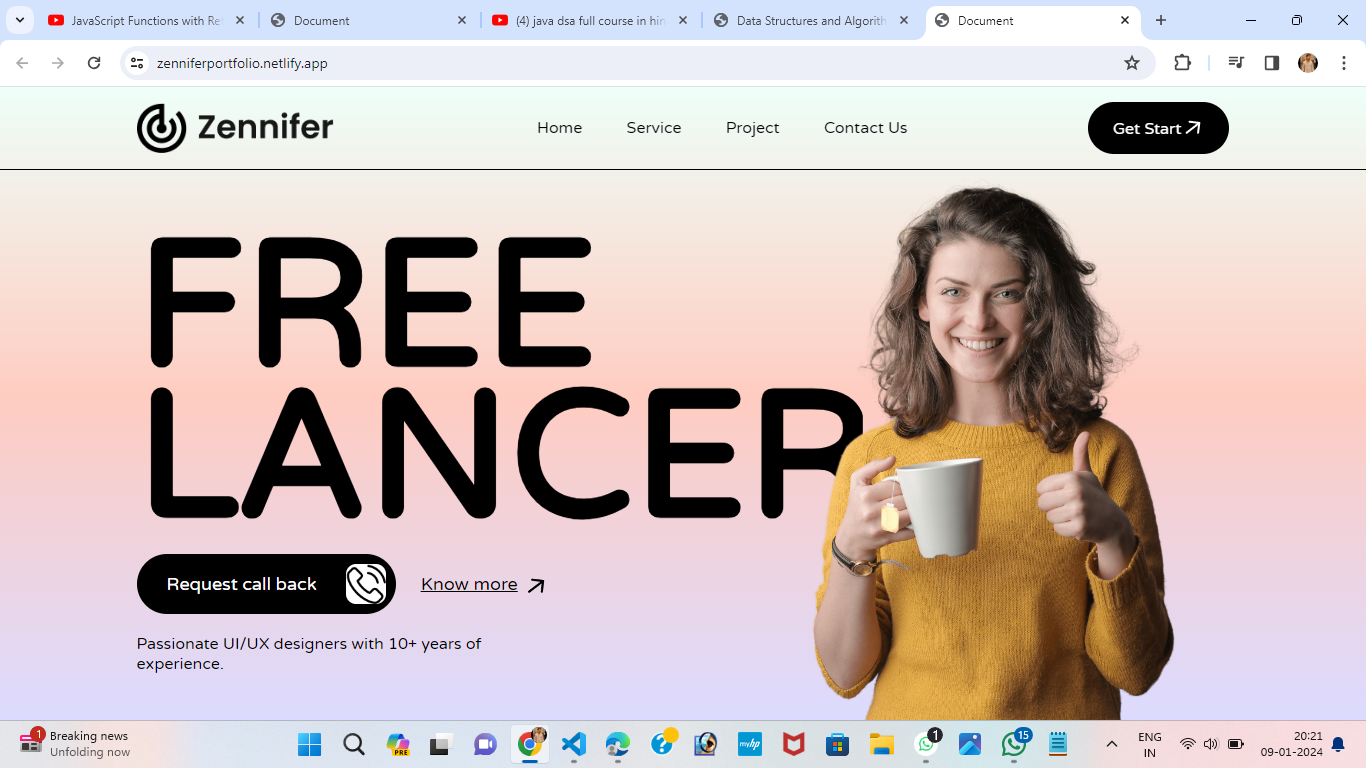 JavaScript Functions with Ret
Document
(4) java dsa full course in hin
Data Structures and Algorith
Document
zenniferportfolio.netlify.app
Zennifer
Home
Service
Project
Contact Us
Get Start
FREE
LANCER
Request call back
Know more
Passionate UI/UX designers with 10+ years of
experience.
1
Breaking news
Unfolding now
PRE
myhp
1
15
ENG
IN
20:21
09-01-2024